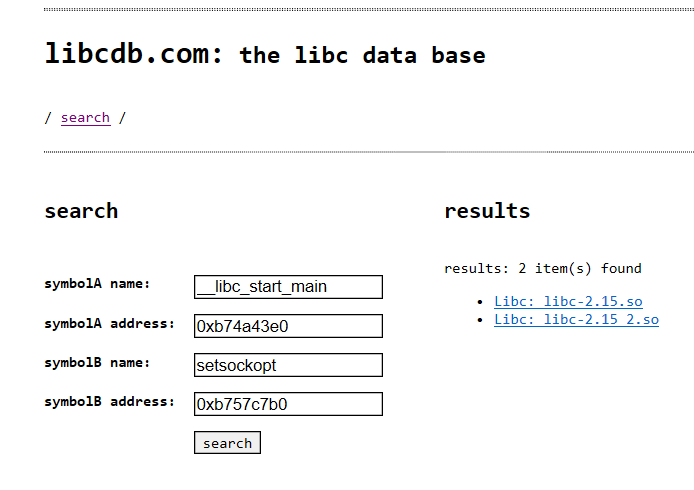 libcdb.com: the libc data base
/ search /
search
symbolA name:
__libc_start_main
symbolA address:
0xb74a43e0
symbolB name:
setsockopt
symbolB address:
0xb757c7b0
search
results
results: 2 item(s) found
Libc: libc-2.15.so
Libc: libc-2.15 2.so